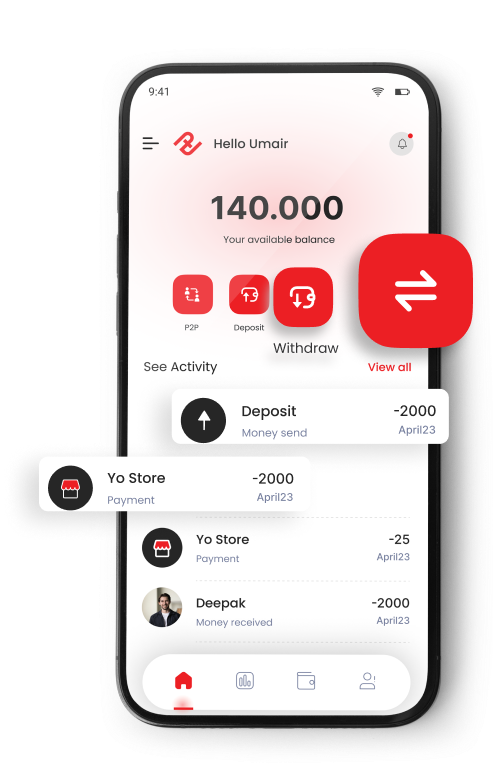 9:41
Hello Umair
140.000
Your available balance
P2P
Deposit
Withdraw
See Activity
View all
Deposit
-2000
Money send
April23
Yo Store
-2000
Payment
April23
Yo Store
-25
Payment
April23
Deepak
-2000
Money received
April23